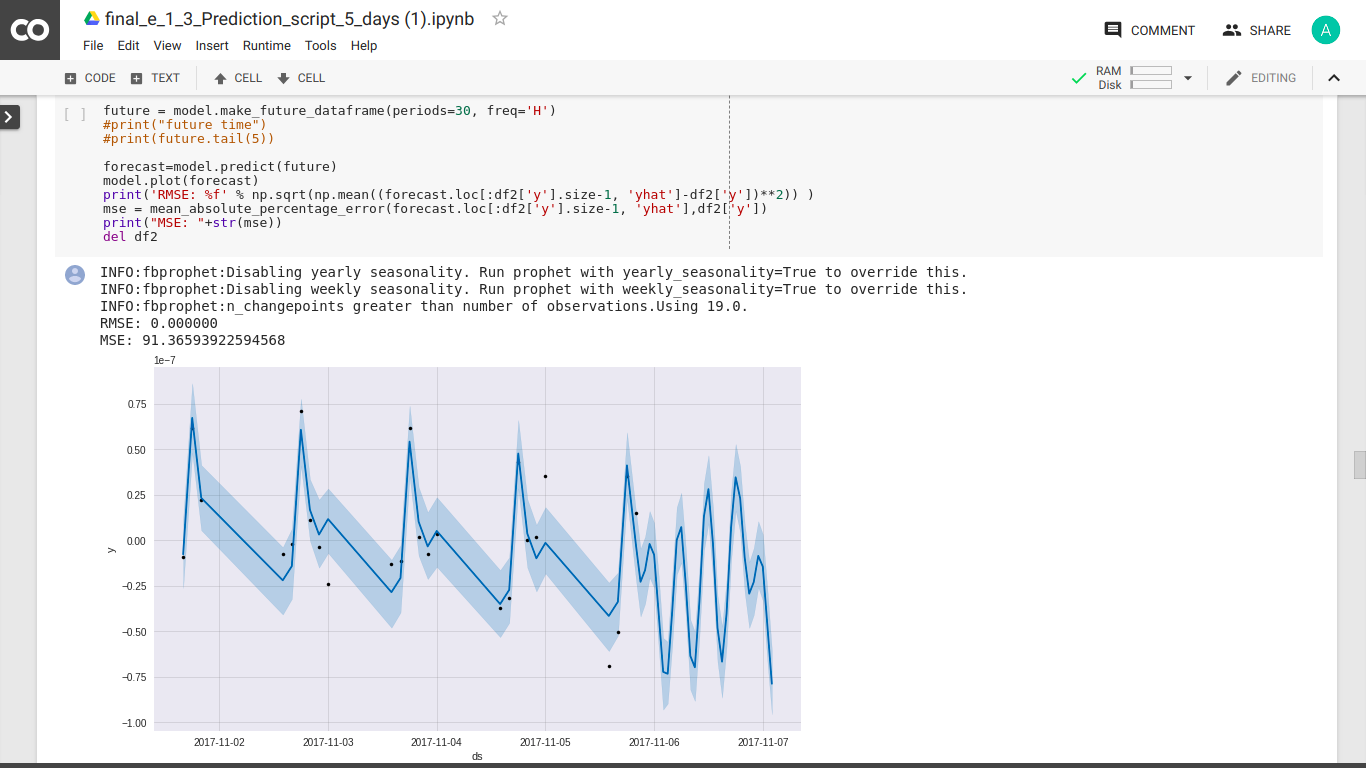 final_e_1_3_Prediction_script_5_days (1).ipynb
COMMENT
SHARE
A
File Edit View Insert Runtime Tools Help
CODE TEXT CELL CELL
RAM
Disk
EDITING
[ ]
future = model.make_future_dataframe(periods=30, freq='H')
#print("future time")
#print(future.tail(5))
forecast=model.predict(future)
model.plot(forecast)
print('RMSE: %f' % np.sqrt(np.mean((forecast.loc[:df2['y'].size-1, 'yhat']-df2['y'])**2)) )
mse = mean_absolute_percentage_error(forecast.loc[:df2['y'].size-1, 'yhat'],df2['y'])
print("MSE: "+str(mse))
del df2
INFO:fbprophet:Disabling yearly seasonality. Run prophet with yearly_seasonality=True to override this.
INFO:fbprophet:Disabling weekly seasonality. Run prophet with weekly_seasonality=True to override this.
INFO:fbprophet:n_changepoints greater than number of observations.Using 19.0.
RMSE: 0.000000
MSE: 91.36593922594568
1e−7
0.75
0.50
0.25
0.00
−0.25
−0.50
−0.75
−1.00
y
2017-11-02 2017-11-03 2017-11-04 2017-11-05 2017-11-06 2017-11-07
ds